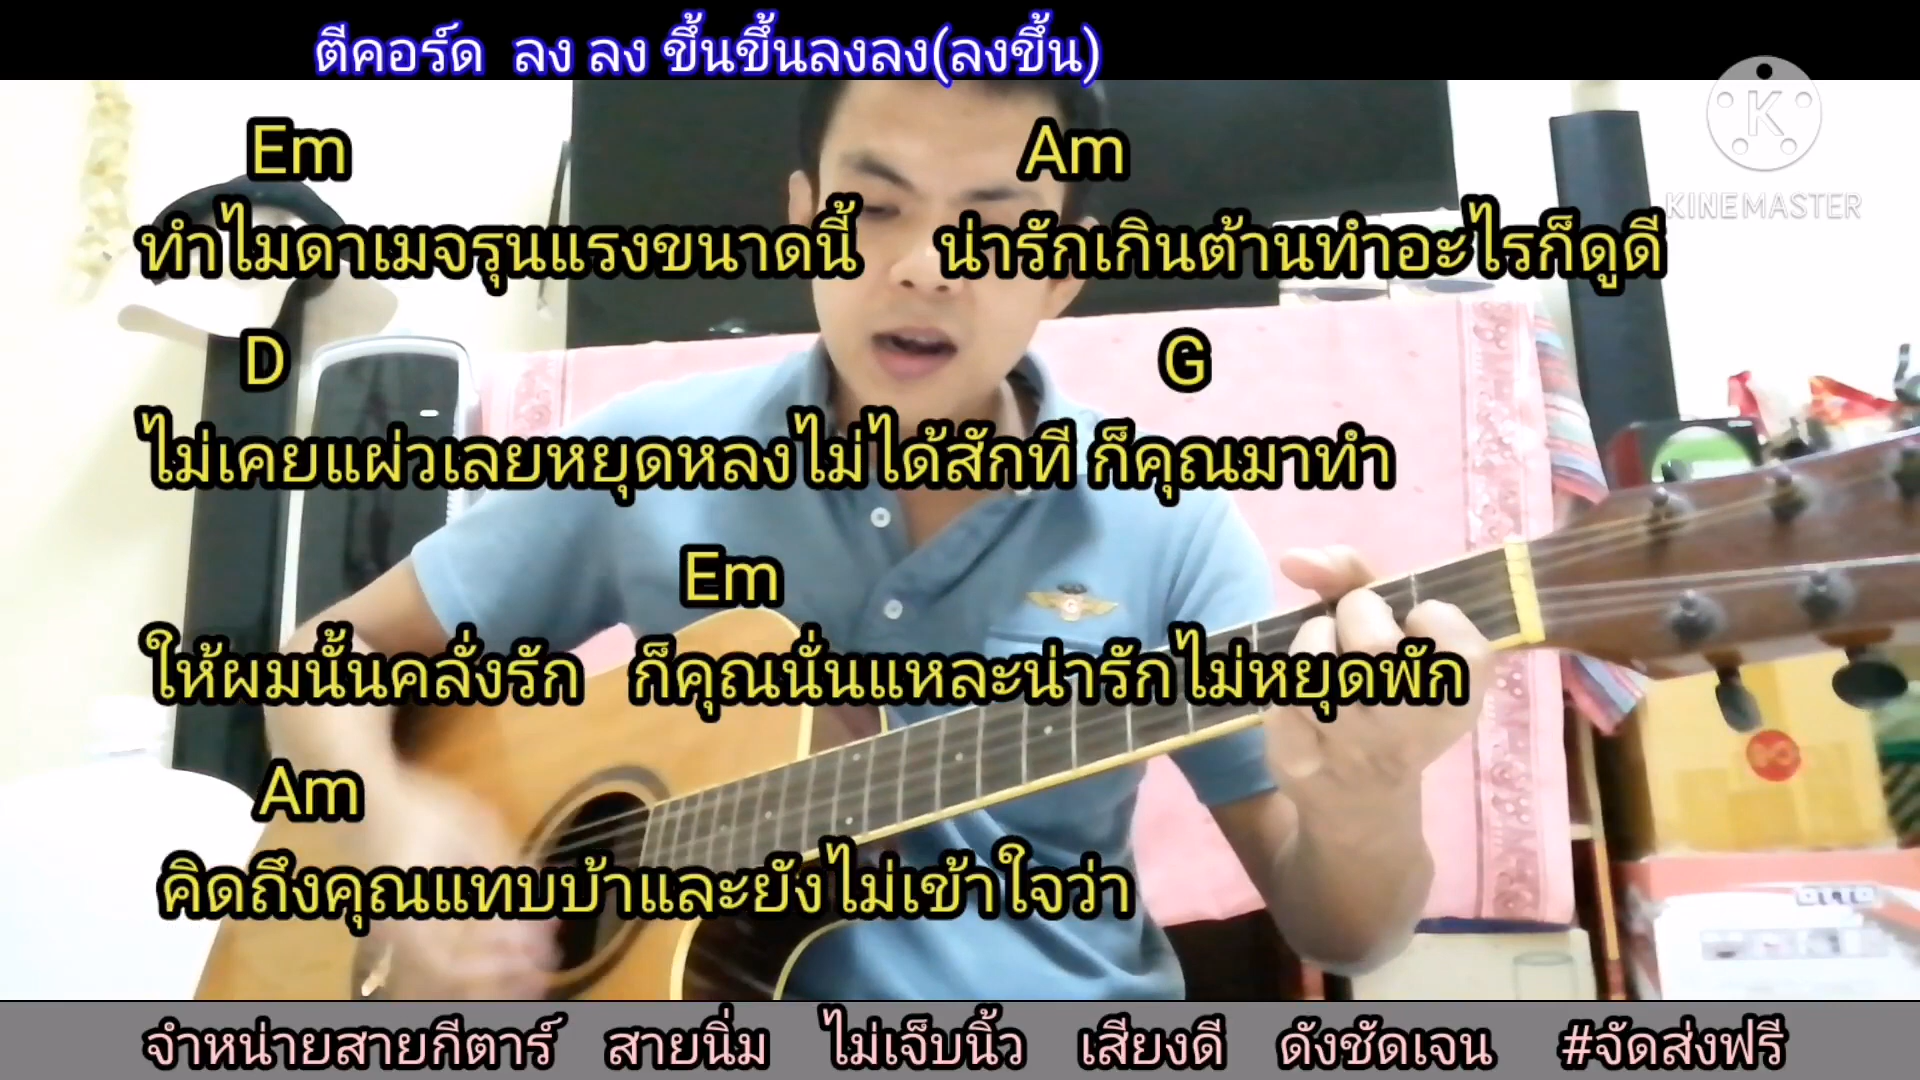 ตีคอร์ด ลง ลง ขึ้นขึ้นลงลง(ลงขึ้น)
K
KINEMASTER
Em Am
ทำไมดาเมจรุนแรงขนาดนี้ น่ารักเกินต้านทำอะไรก็ดูดี
D G
ไม่เคยแผ่วเลยหยุดหลงไม่ได้สักที ก็คุณมาทำ
Em
ให้ผมนั้นคลั่งรัก ก็คุณนั่นแหละน่ารักไม่หยุดพัก
Am
คิดถึงคุณแทบบ้าและยังไม่เข้าใจว่า
OTTO
จำหน่ายสายกีตาร์ สายนิ่ม ไม่เจ็บนิ้ว เสียงดี ดังชัดเจน #จัดส่งฟรี